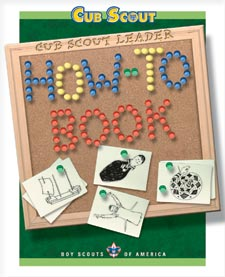 CUB SCOUT
CUB SCOUT LEADER
HOW-TO
BOOK
BOY SCOUTS OF AMERICA